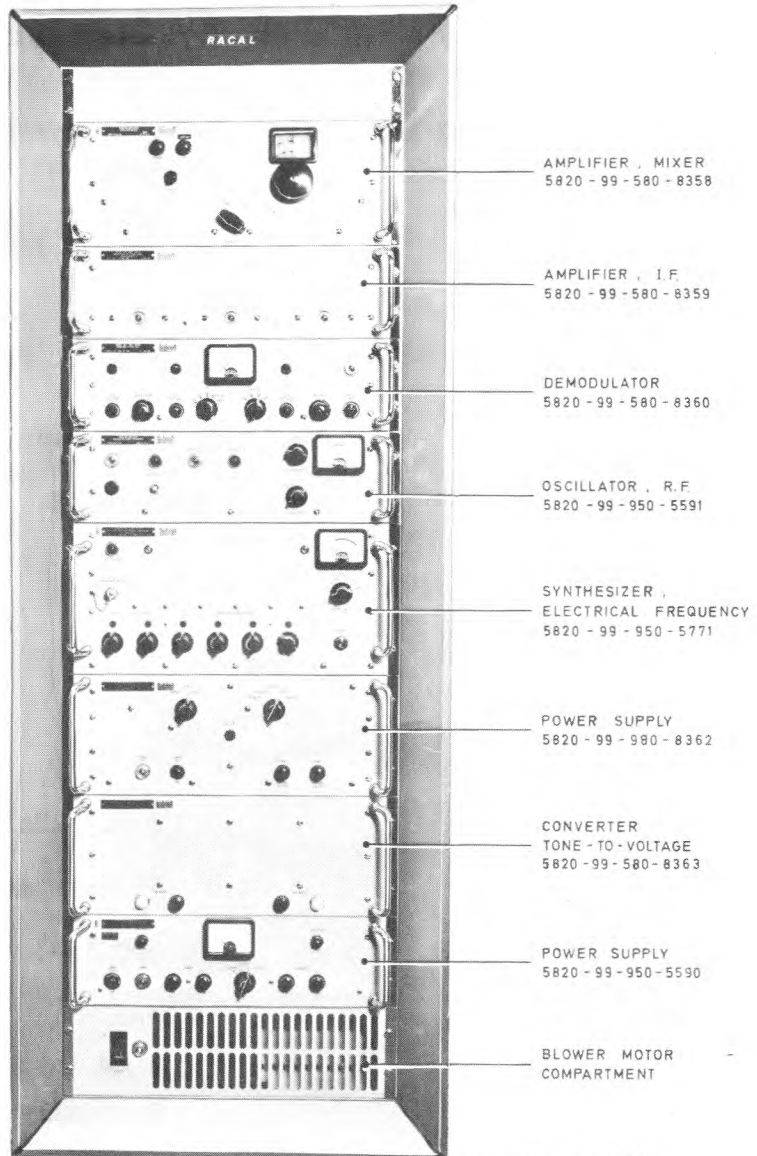 RACAL
AMPLIFIER , MIXER
5820 - 99 - 580 - 8358
AMPLIFIER , I.F.
5820 - 99 - 580 - 8359
DEMODULATOR
5820 - 99 - 580 - 8360
OSCILLATOR , R.F.
5820 - 99 - 950 - 5591
SYNTHESIZER ,
ELECTRICAL FREQUENCY
5820 - 99 - 950 - 5771
POWER SUPPLY
5820 - 99 - 980 - 8362
CONVERTER
TONE - TO - VOLTAGE
5820 - 99 - 580 - 8363
POWER SUPPLY
5820 - 99 - 950 - 5590
BLOWER MOTOR
COMPARTMENT